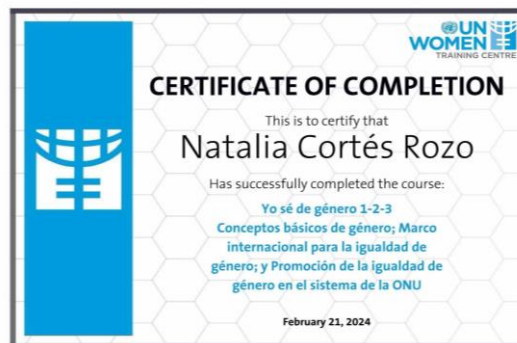 UN
WOMEN
TRAINING CENTRE
CERTIFICATE OF COMPLETION
This is to certify that
Natalia Cortés Rozo
Has successfully completed the course:
Yo sé de género 1-2-3
Conceptos básicos de género; Marco
internacional para la igualdad de
género; y Promoción de la igualdad de
género en el sistema de la ONU
February 21, 2024